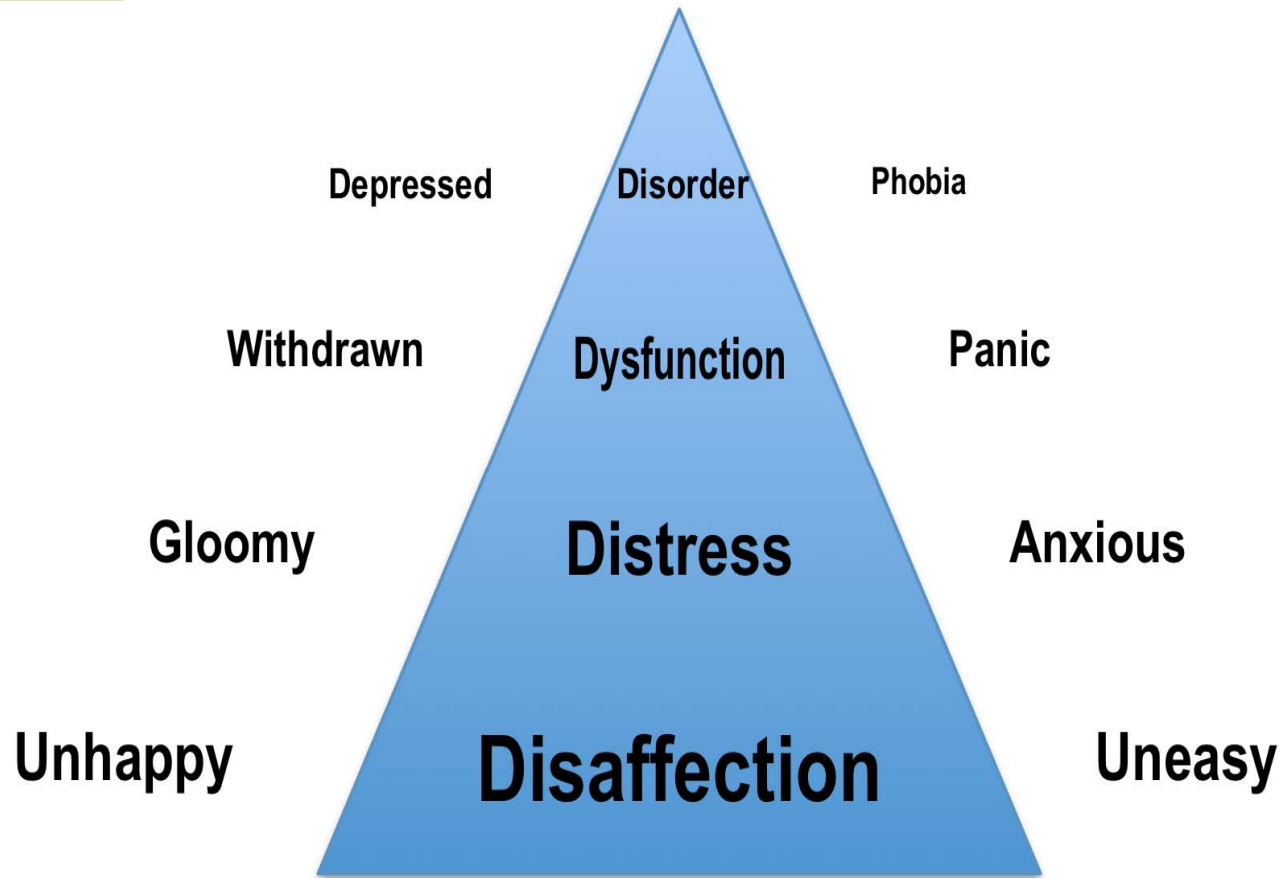 Depressed Disorder Phobia
Withdrawn Dysfunction Panic
Gloomy Distress Anxious
Unhappy Disaffection Uneasy